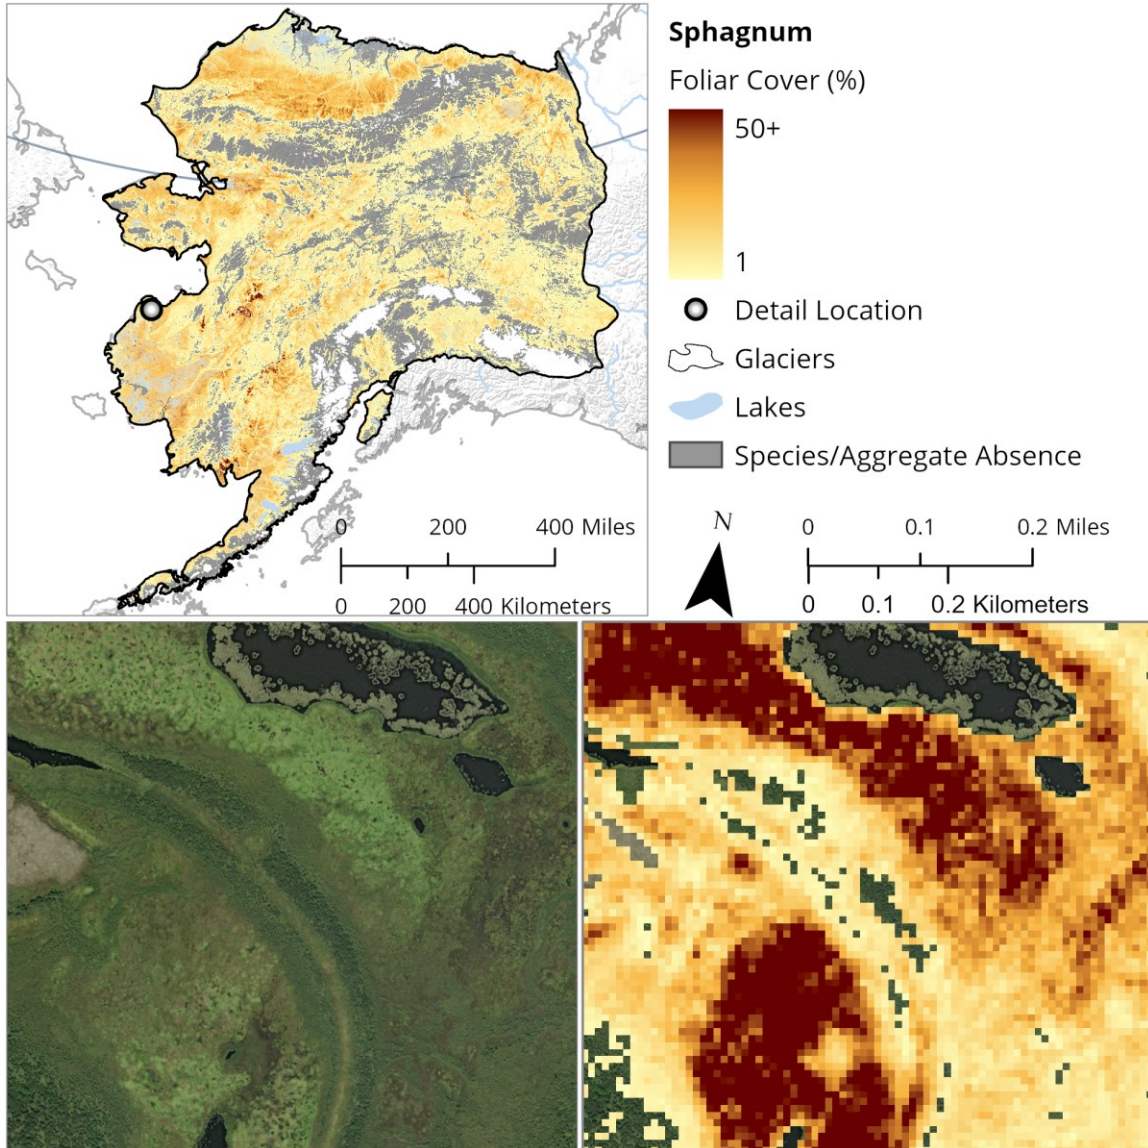 Sphagnum
Foliar Cover (%)
50+
1
Detail Location
Glaciers
Lakes
Species/Aggregate Absence
0 200 400 Miles
0 200 400 Kilometers
N
0 0.1 0.2 Miles
0 0.1 0.2 Kilometers